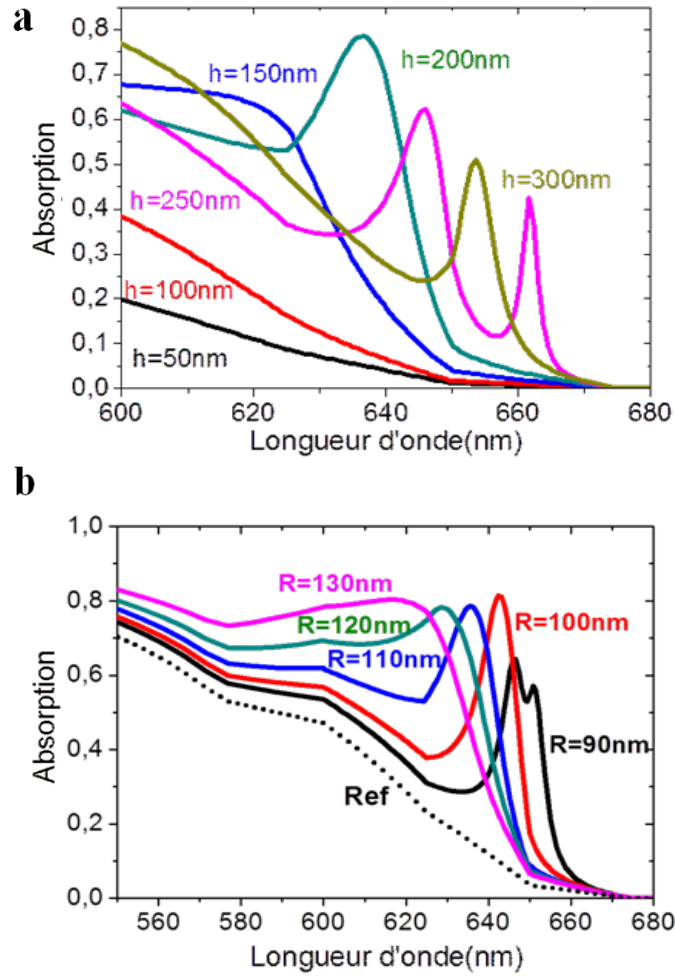 a
0,8
0,7
0,6
0,5
0,4
0,3
0,2
0,1
0,0
Absorption
h=150nm
h=200nm
h=250nm
h=300nm
h=100nm
h=50nm
600 620 640 660 680
Longueur d'onde(nm)
b
1,0
0,8
0,6
0,4
0,2
0,0
Absorption
R=130nm
R=120nm
R=100nm
R=110nm
R=90nm
Ref
560 580 600 620 640 660 680
Longueur d'onde(nm)